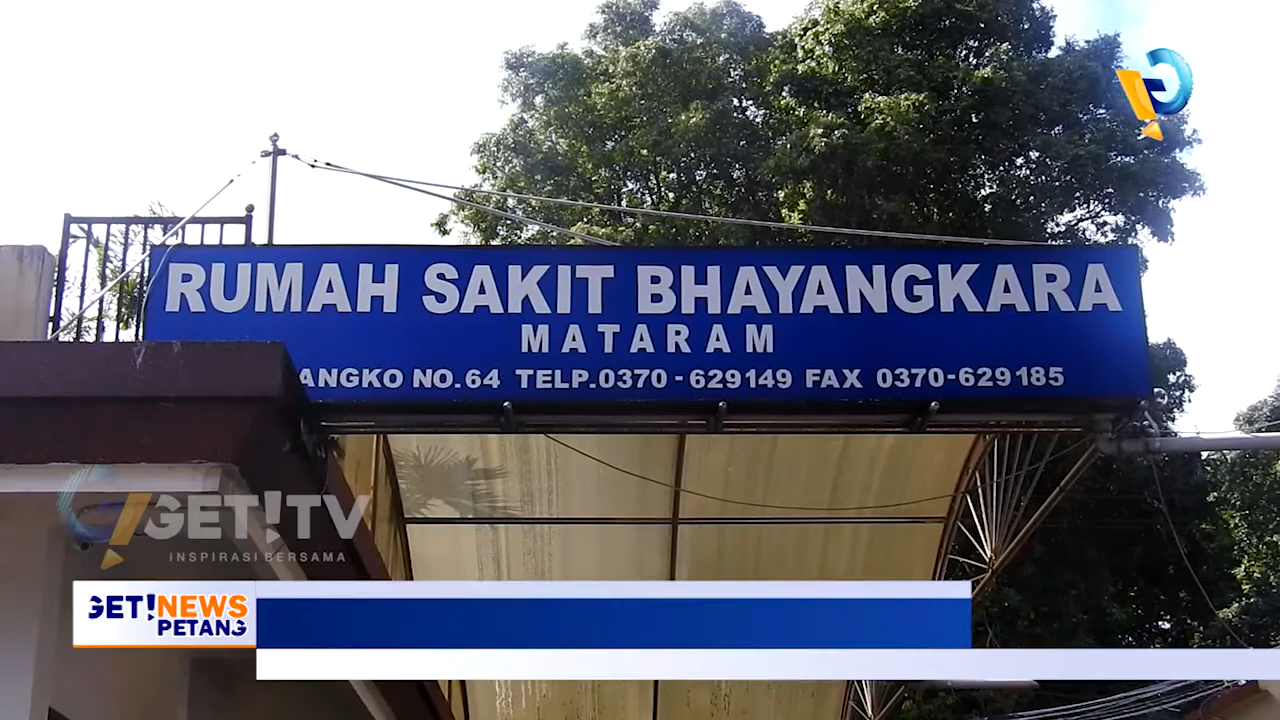 RUMAH SAKIT BHAYANGKARA
MATARAM
ANGKO NO.64 TELP.0370-629149 FAX 0370-629185
GET!TV
INSPIRASI BERSAMA
GET!NEWS
PETANG